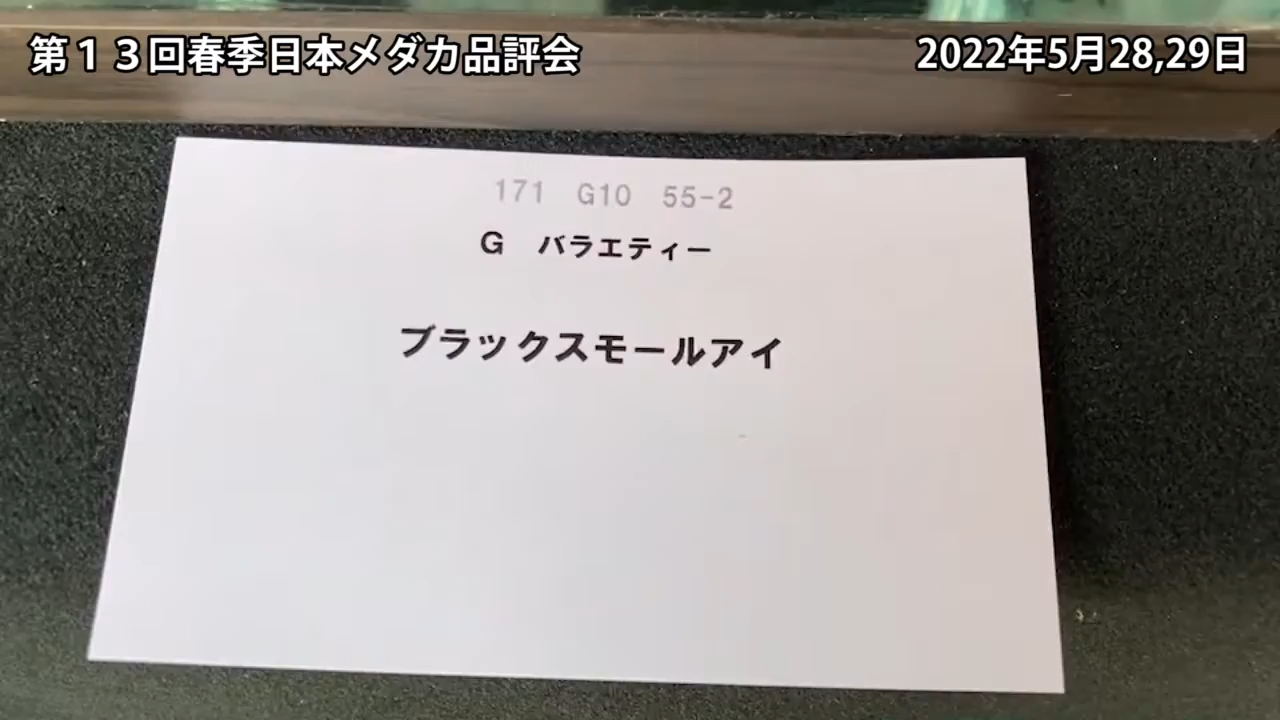 第１３回春季日本メダカ品評会
2022年5月28,29日
171 G10 55-2
G バラエティー
ブラックスモールアイ